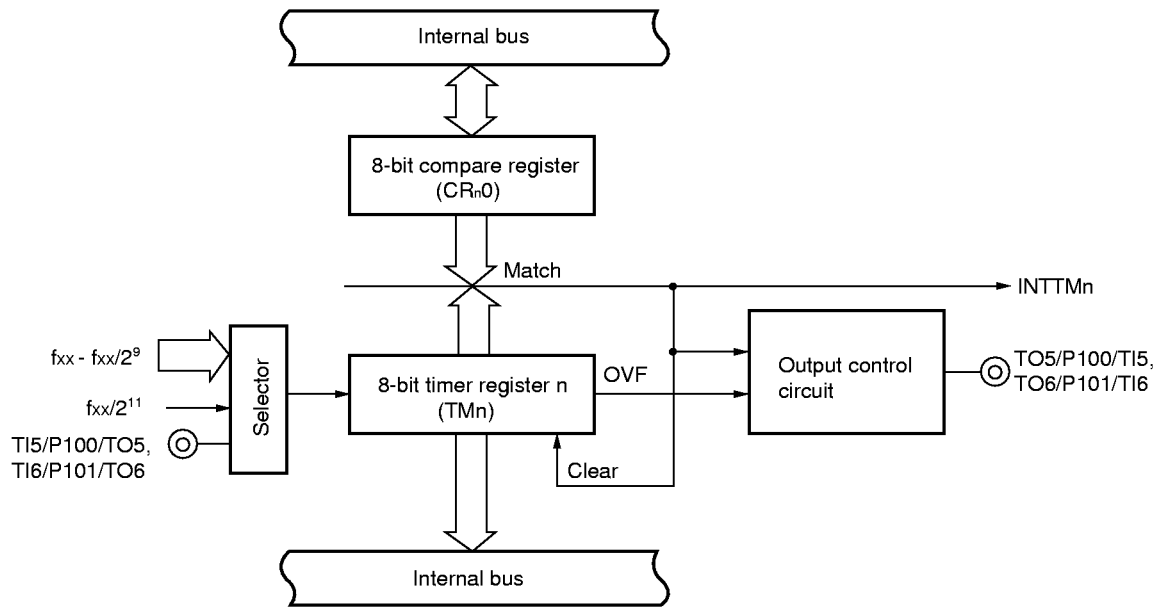 Internal bus
8-bit compare register
(CRn0)
Match
INTTMn
fxx - fxx/2⁹
fxx/2¹¹
TI5/P100/TO5,
TI6/P101/TO6
Selector
8-bit timer register n
(TMn)
OVF
Clear
Output control
circuit
TO5/P100/TI5,
TO6/P101/TI6
Internal bus